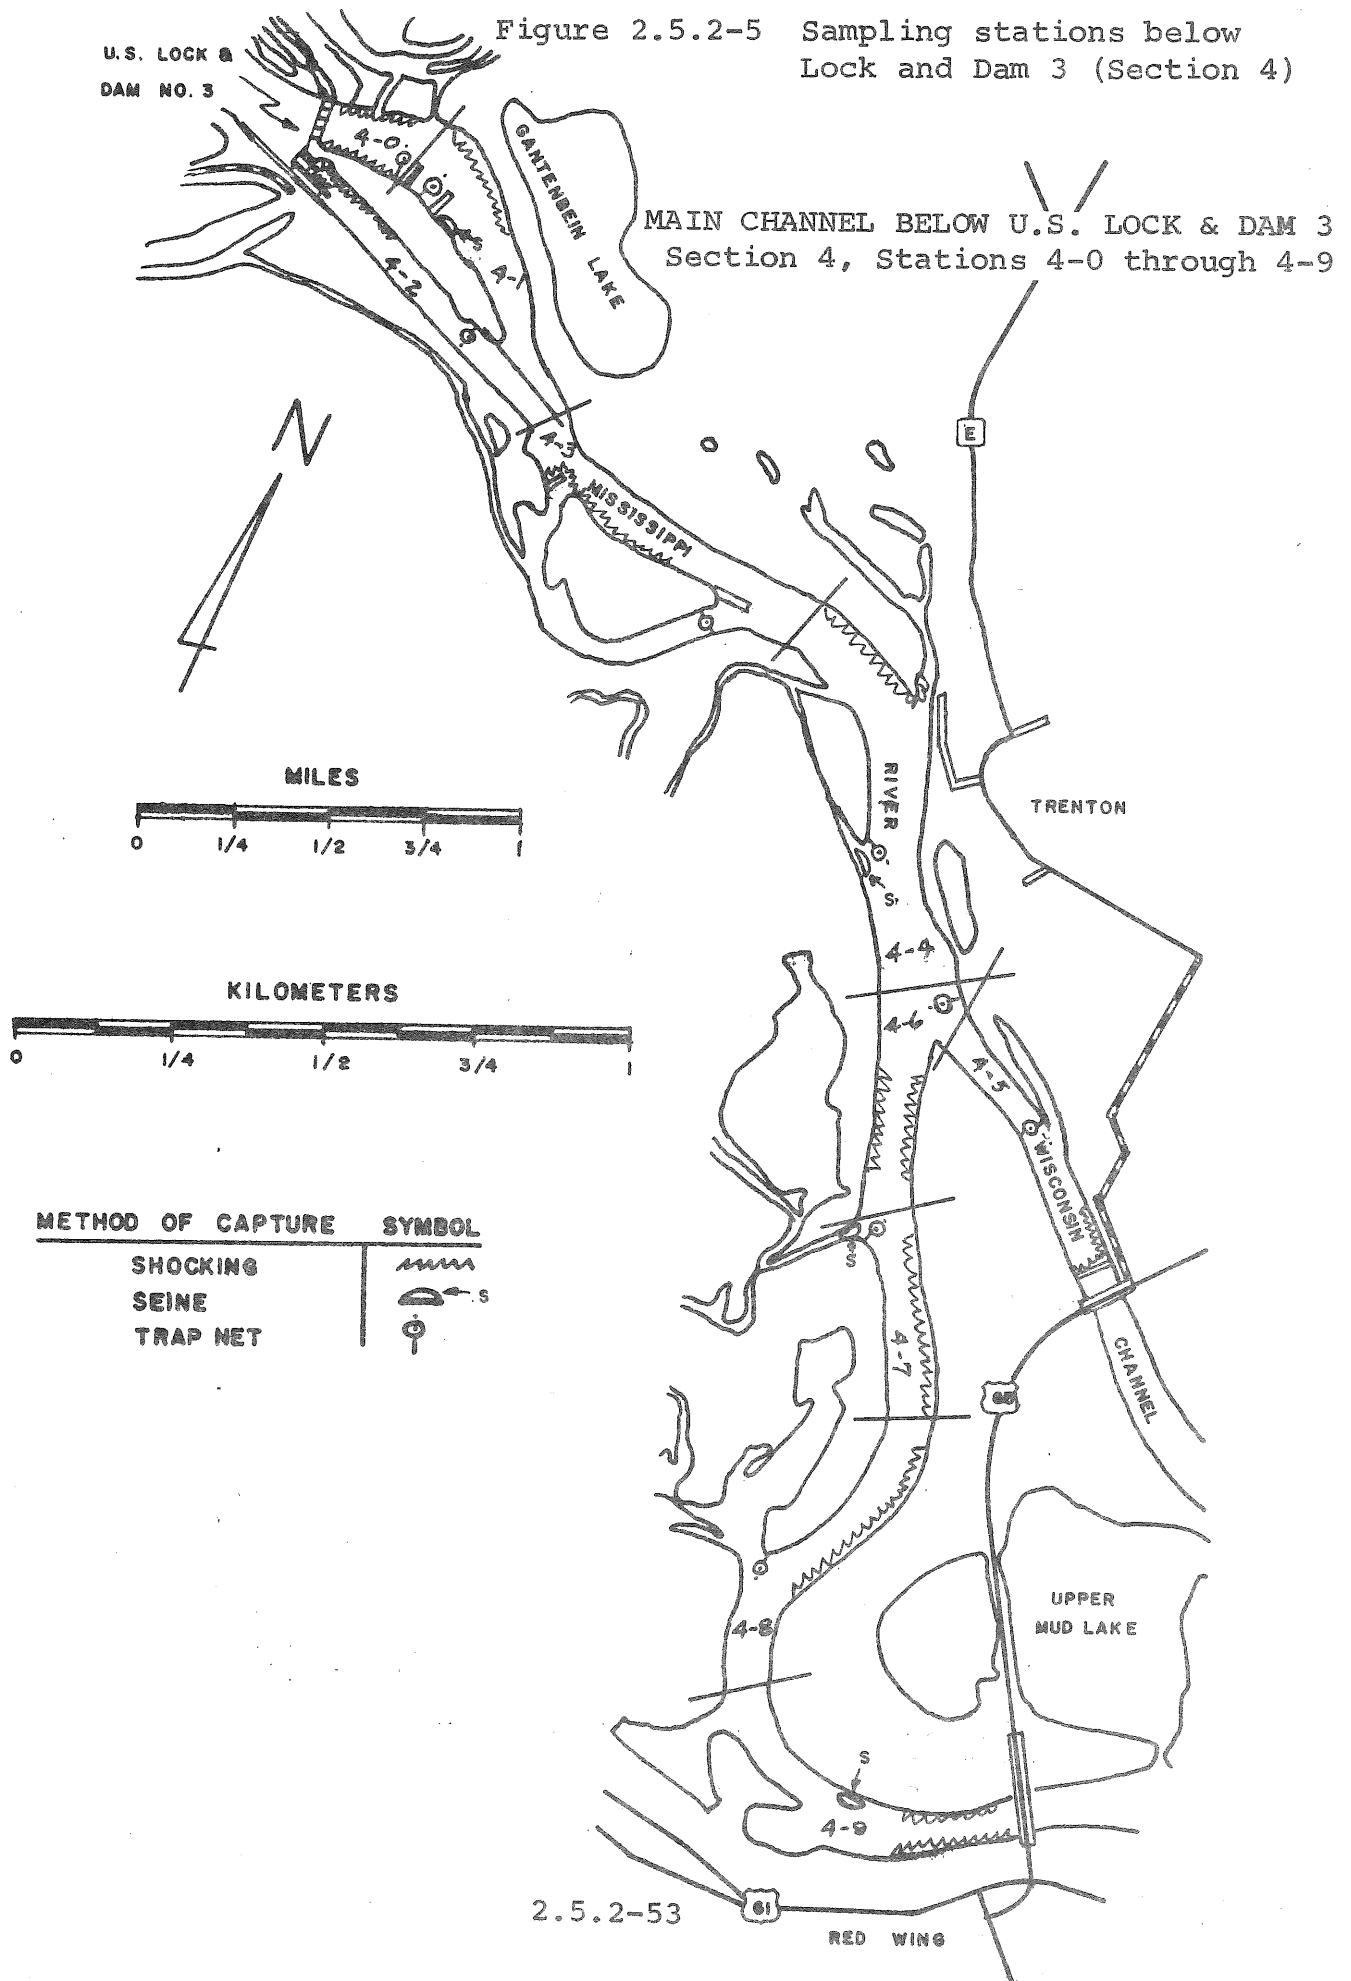 Figure 2.5.2-5 Sampling stations below
Lock and Dam 3 (Section 4)
U.S. LOCK &
DAM NO. 3
4-0
GANTENBEIN LAKE
MAIN CHANNEL BELOW U.S. LOCK & DAM 3
Section 4, Stations 4-0 through 4-9
S
4-1
4-2
N
E
4-3
MISSISSIPPI
RIVER
MILES
0 1/4 1/2 3/4 1
TRENTON
S
4-4
KILOMETERS
0 1/4 1/2 3/4 1
4-6
4-5
WISCONSIN
CHANNEL
METHOD OF CAPTURE SYMBOL
SHOCKING
SEINE S
TRAP NET
S
4-7
UPPER
MUD LAKE
4-8
S
4-9
61
RED WING
2.5.2-53